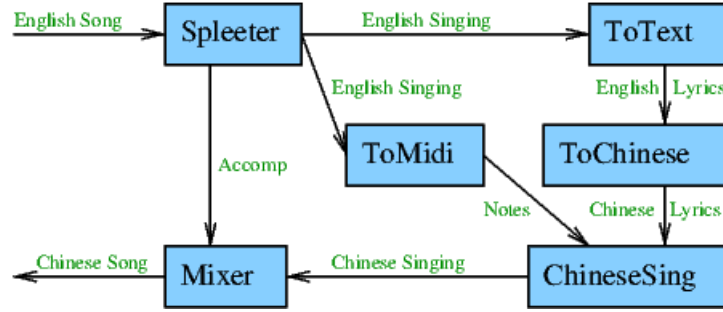 English Song
Spleeter
English Singing
ToText
English Singing
English Lyrics
ToMidi
ToChinese
Accomp
Notes
Chinese Lyrics
Chinese Song
Mixer
Chinese Singing
ChineseSing